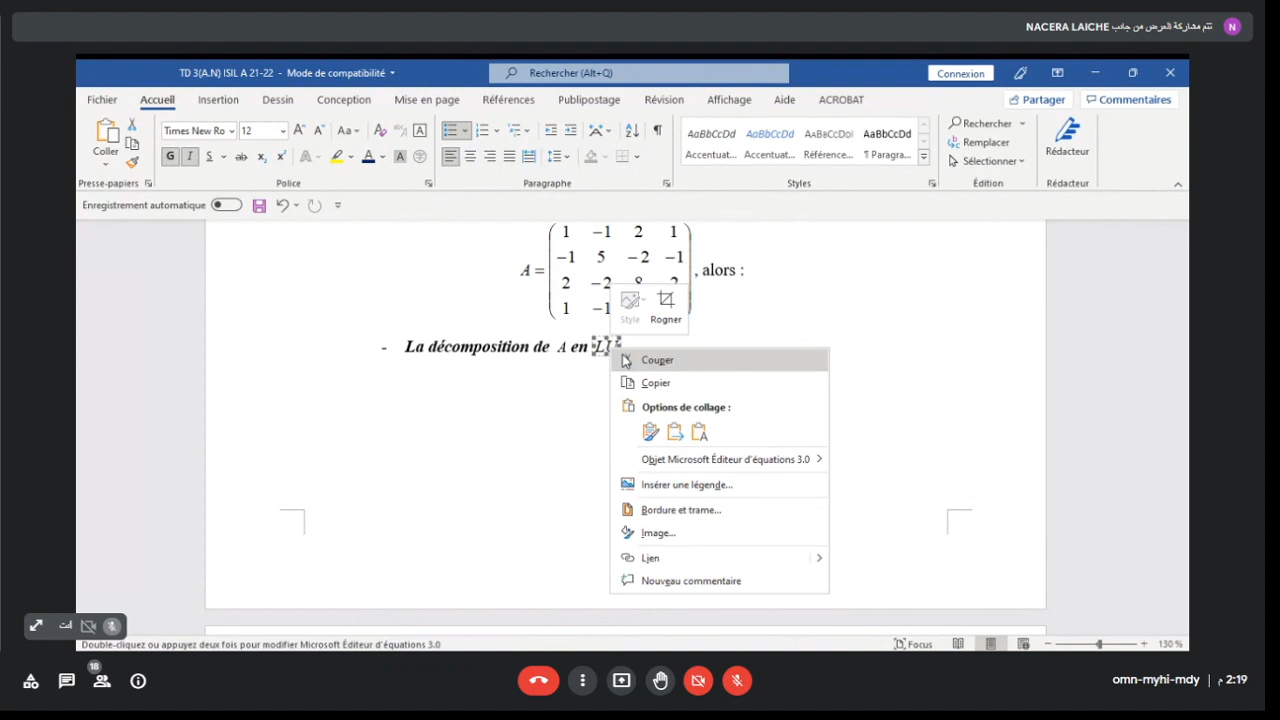 تتم مشاركة العرض من جانب NACERA LAICHE
N
TD 3(A.N) ISIL A 21-22 - Mode de compatibilité
Rechercher (Alt+Q)
Connexion
Fichier Accueil Insertion Dessin Conception Mise en page Références Publipostage Révision Affichage Aide ACROBAT
Partager Commentaires
Coller
Times New Ro 12
G I S
AaBbCcDd AaBbCcDd AaBbCcDd AaBbCcDd
Accentuat... Accentuat... Référence... ¶ Paragra...
Rechercher
Remplacer
Sélectionner
Rédacteur
Presse-papiers Police Paragraphe Styles Édition Rédacteur
Enregistrement automatique
1 −1 2 1
−1 5 −2 −1
A = , alors :
2 −2 8 2
1 −1
Style Rogner
- La décomposition de A en LU
Couper
Copier
Options de collage :
Objet Microsoft Éditeur d'équations 3.0
Insérer une légende...
Bordure et trame...
Image...
Lien
Nouveau commentaire
انت
Double-cliquez ou appuyez deux fois pour modifier Microsoft Éditeur d'équations 3.0
Focus
130 %
18
omn-myhi-mdy | 2:19 م